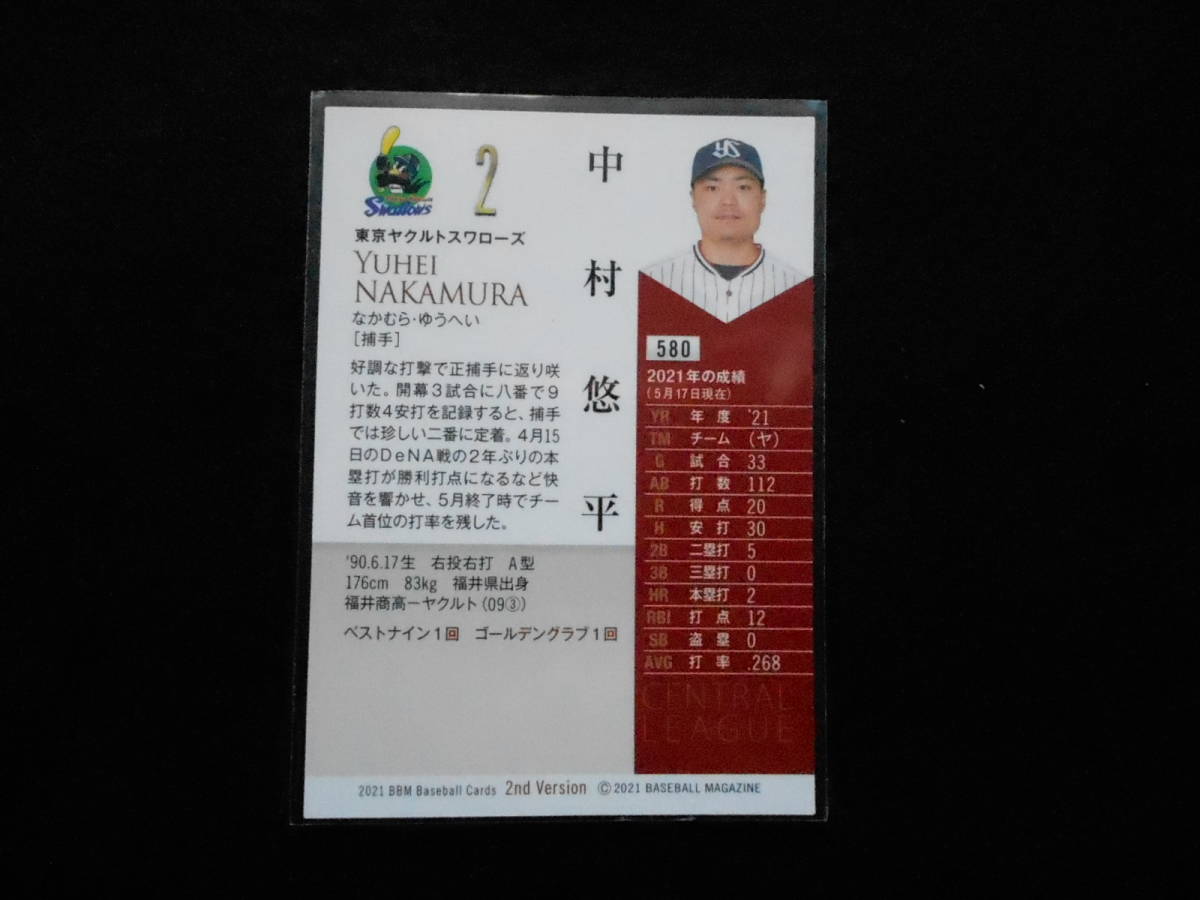 Swallows
2
東京ヤクルトスワローズ
YUHEI
NAKAMURA
なかむら・ゆうへい
［捕手］
中村悠平
好調な打撃で正捕手に返り咲
いた。開幕3試合に八番で9
打数4安打を記録すると、捕手
では珍しい二番に定着。4月15
日のDeNA戦の2年ぶりの本
塁打が勝利打点になるなど快
音を響かせ、5月終了時でチー
ム首位の打率を残した。
'90.6.17生 右投右打 A型
176cm 83kg 福井県出身
福井商高ーヤクルト（09③）
ベストナイン1回 ゴールデングラブ1回
YS
580
2021年の成績
（5月17日現在）
YR 年度 '21
TM チーム （ヤ）
G 試合 33
AB 打数 112
R 得点 20
H 安打 30
2B 二塁打 5
3B 三塁打 0
HR 本塁打 2
RBI 打点 12
SB 盗塁 0
AVG 打率 .268
CENTRAL
LEAGUE
2021 BBM Baseball Cards 2nd Version ©2021 BASEBALL MAGAZINE